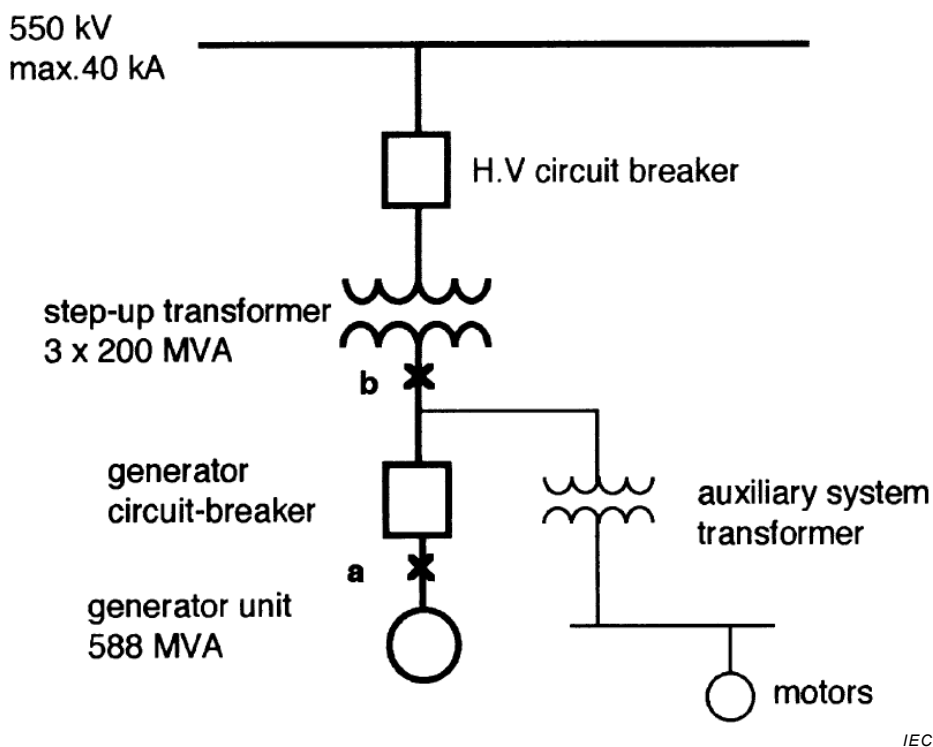 550 kV
max.40 kA
H.V circuit breaker
step-up transformer
3 x 200 MVA
b
generator
circuit-breaker
auxiliary system
transformer
a
generator unit
588 MVA
motors
IEC